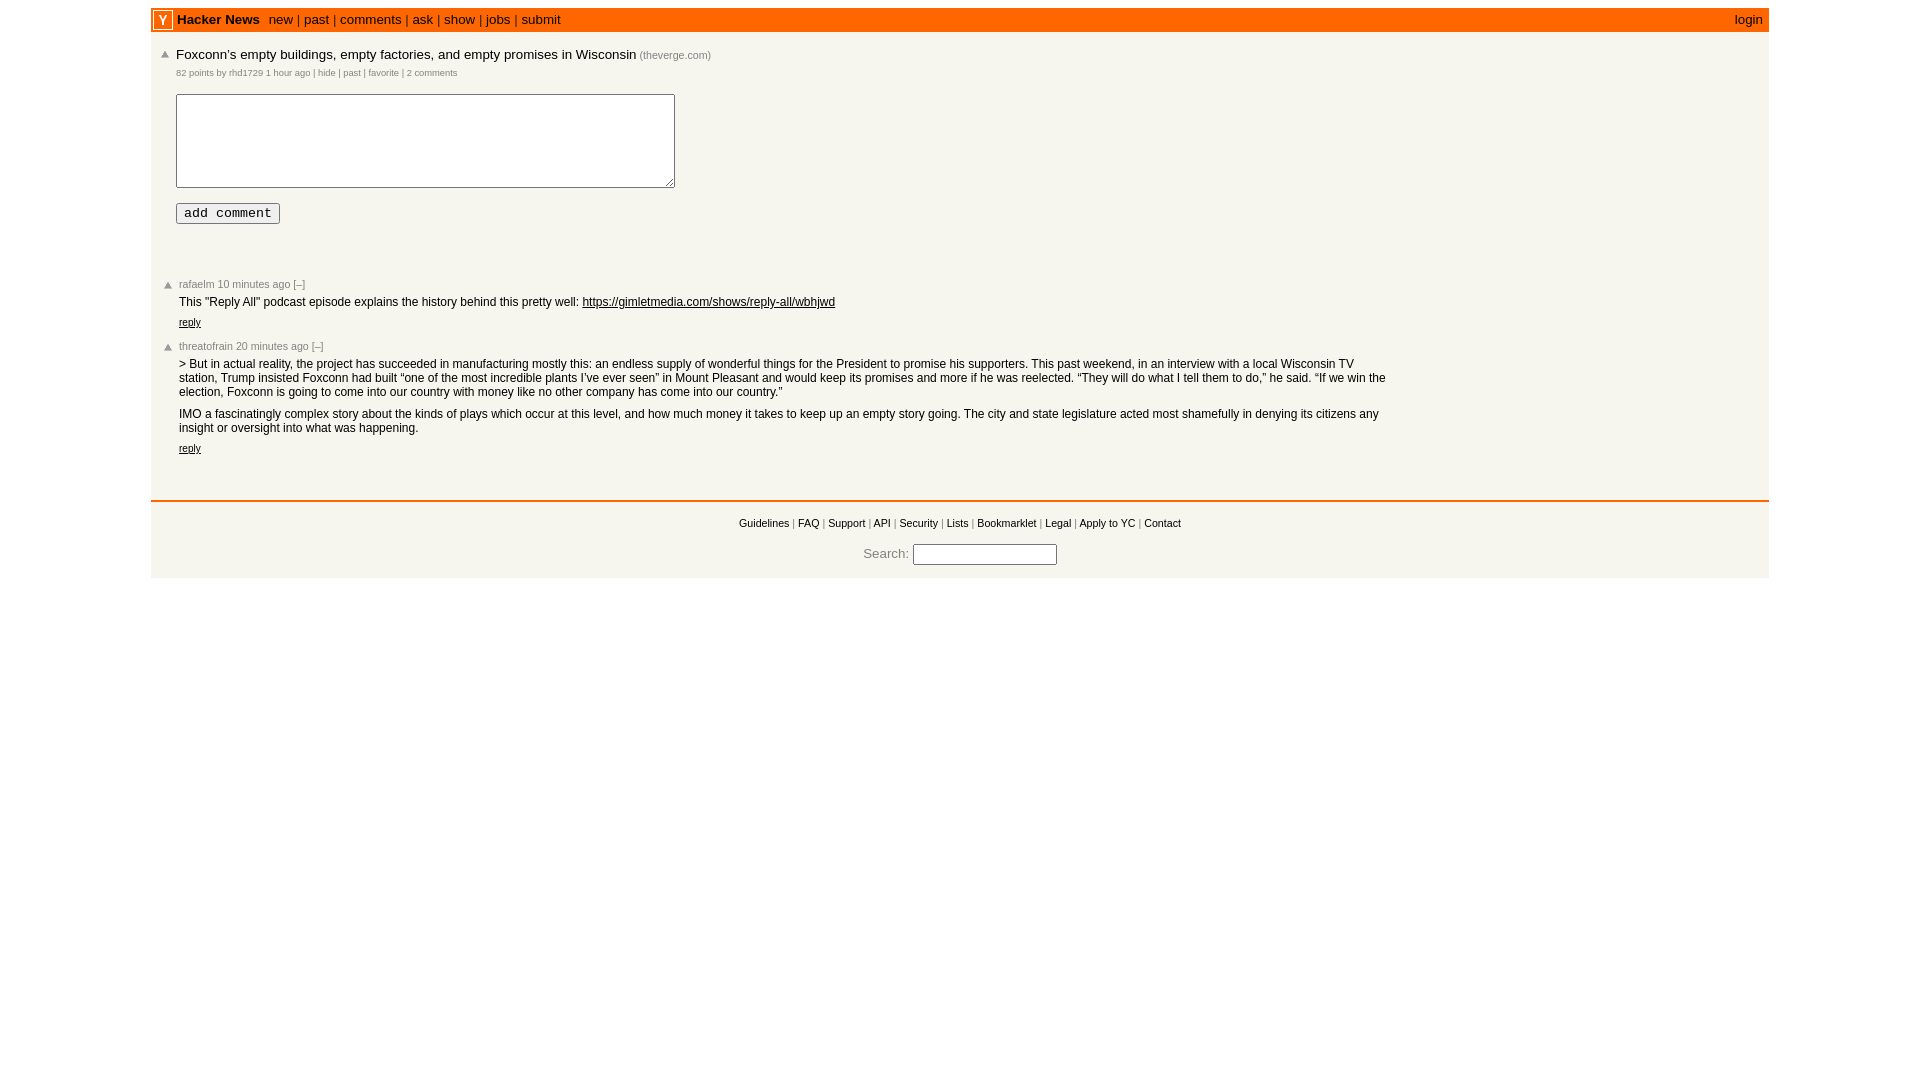 Y Hacker News new | past | comments | ask | show | jobs | submit login
Foxconn’s empty buildings, empty factories, and empty promises in Wisconsin (theverge.com)
82 points by rhd1729 1 hour ago | hide | past | favorite | 2 comments
add comment
rafaelm 10 minutes ago [–]
This "Reply All" podcast episode explains the history behind this pretty well: https://gimletmedia.com/shows/reply-all/wbhjwd
reply
threatofrain 20 minutes ago [–]
> But in actual reality, the project has succeeded in manufacturing mostly this: an endless supply of wonderful things for the President to promise his supporters. This past weekend, in an interview with a local Wisconsin TV
station, Trump insisted Foxconn had built “one of the most incredible plants I’ve ever seen” in Mount Pleasant and would keep its promises and more if he was reelected. “They will do what I tell them to do,” he said. “If we win the
election, Foxconn is going to come into our country with money like no other company has come into our country.”
IMO a fascinatingly complex story about the kinds of plays which occur at this level, and how much money it takes to keep up an empty story going. The city and state legislature acted most shamefully in denying its citizens any
insight or oversight into what was happening.
reply
Guidelines | FAQ | Support | API | Security | Lists | Bookmarklet | Legal | Apply to YC | Contact
Search: